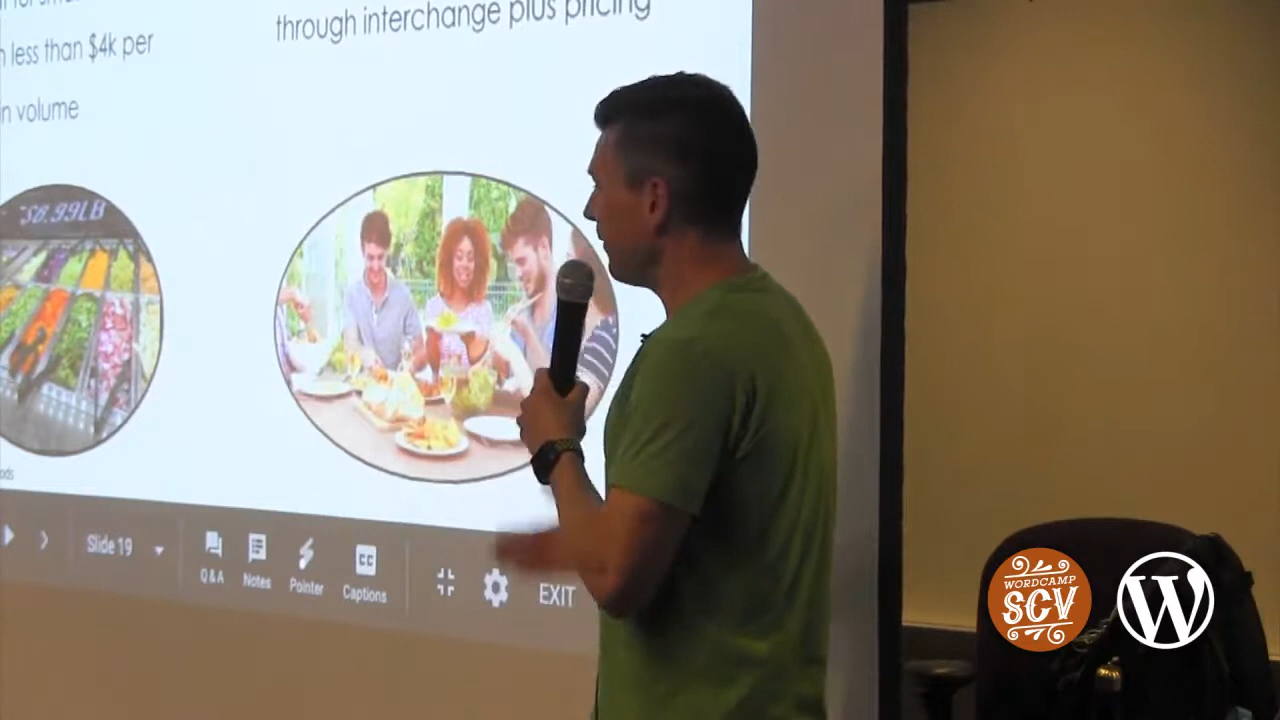 less than $4k per
in volume
through interchange plus pricing
$8.99LB
Slide 19
Q&A
Notes
Pointer
CC
Captions
EXIT
WORDCAMP
SCV
W